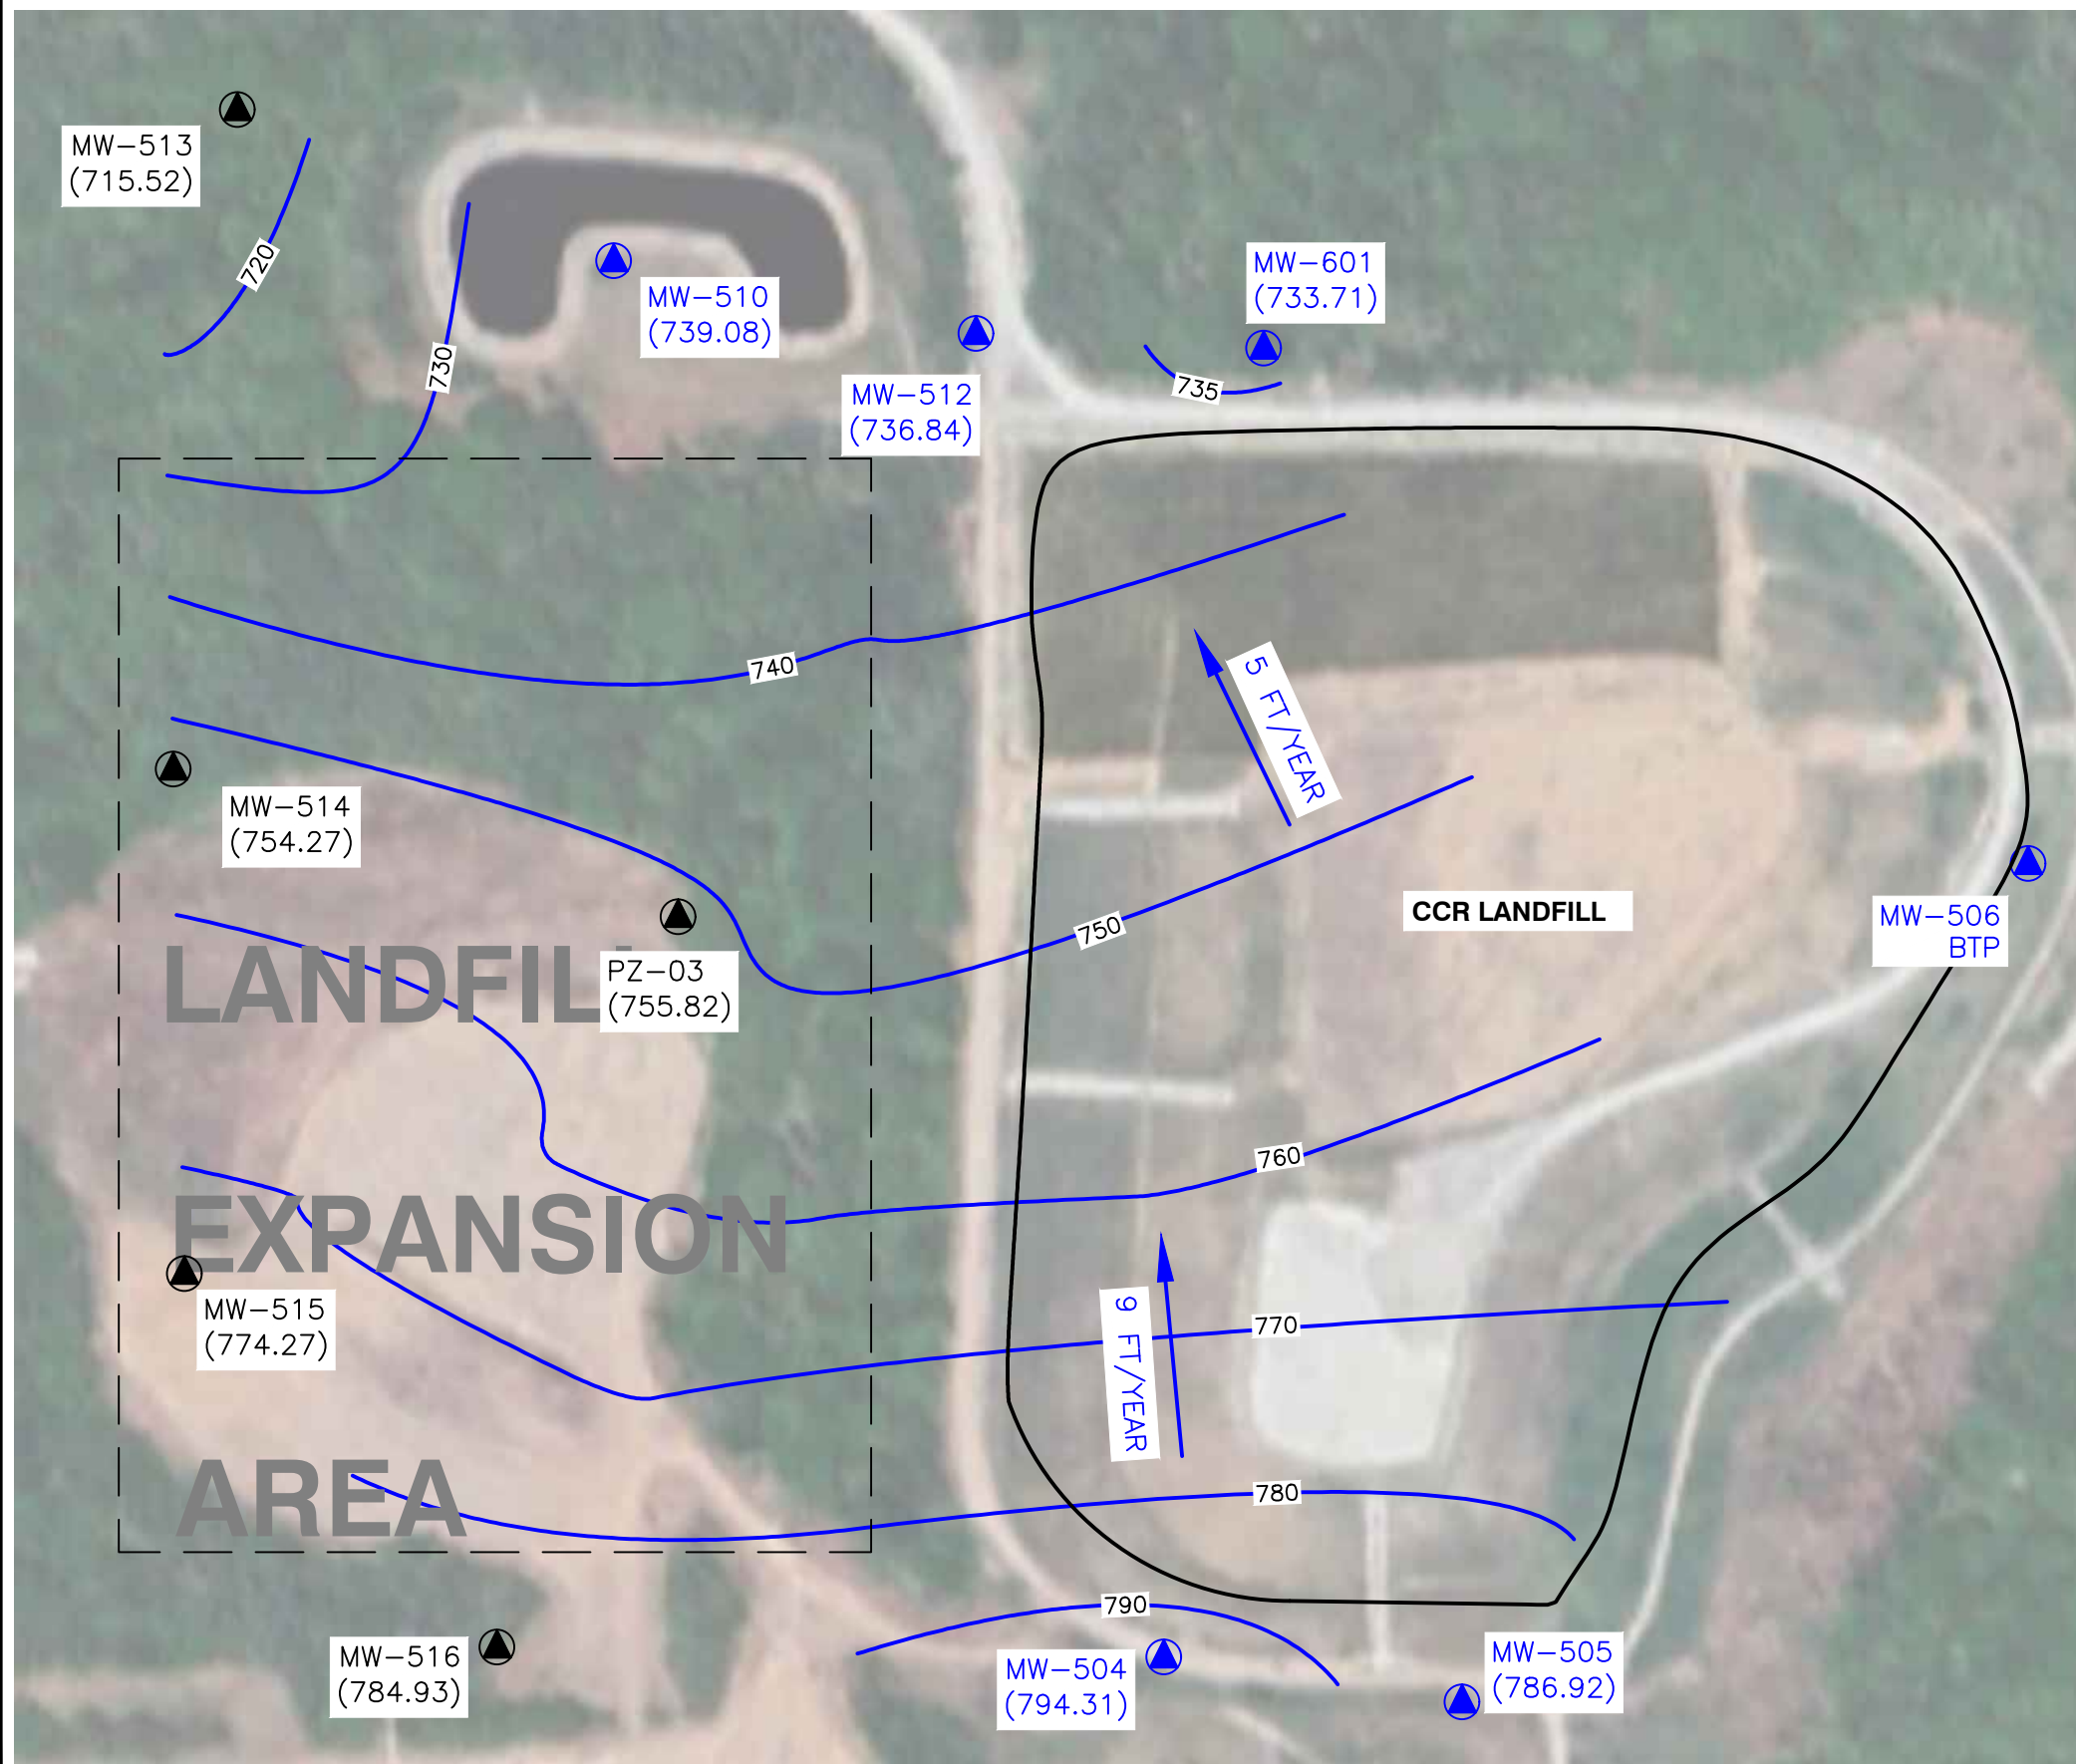 MW-513
(715.52)
720
730
MW-510
(739.08)
MW-512
(736.84)
MW-601
(733.71)
735
740
5 FT/YEAR
MW-514
(754.27)
750
CCR LANDFILL
MW-506
BTP
LANDFILL
PZ-03
(755.82)
760
EXPANSION
MW-515
(774.27)
9 FT/YEAR
770
AREA
780
790
MW-516
(784.93)
MW-504
(794.31)
MW-505
(786.92)